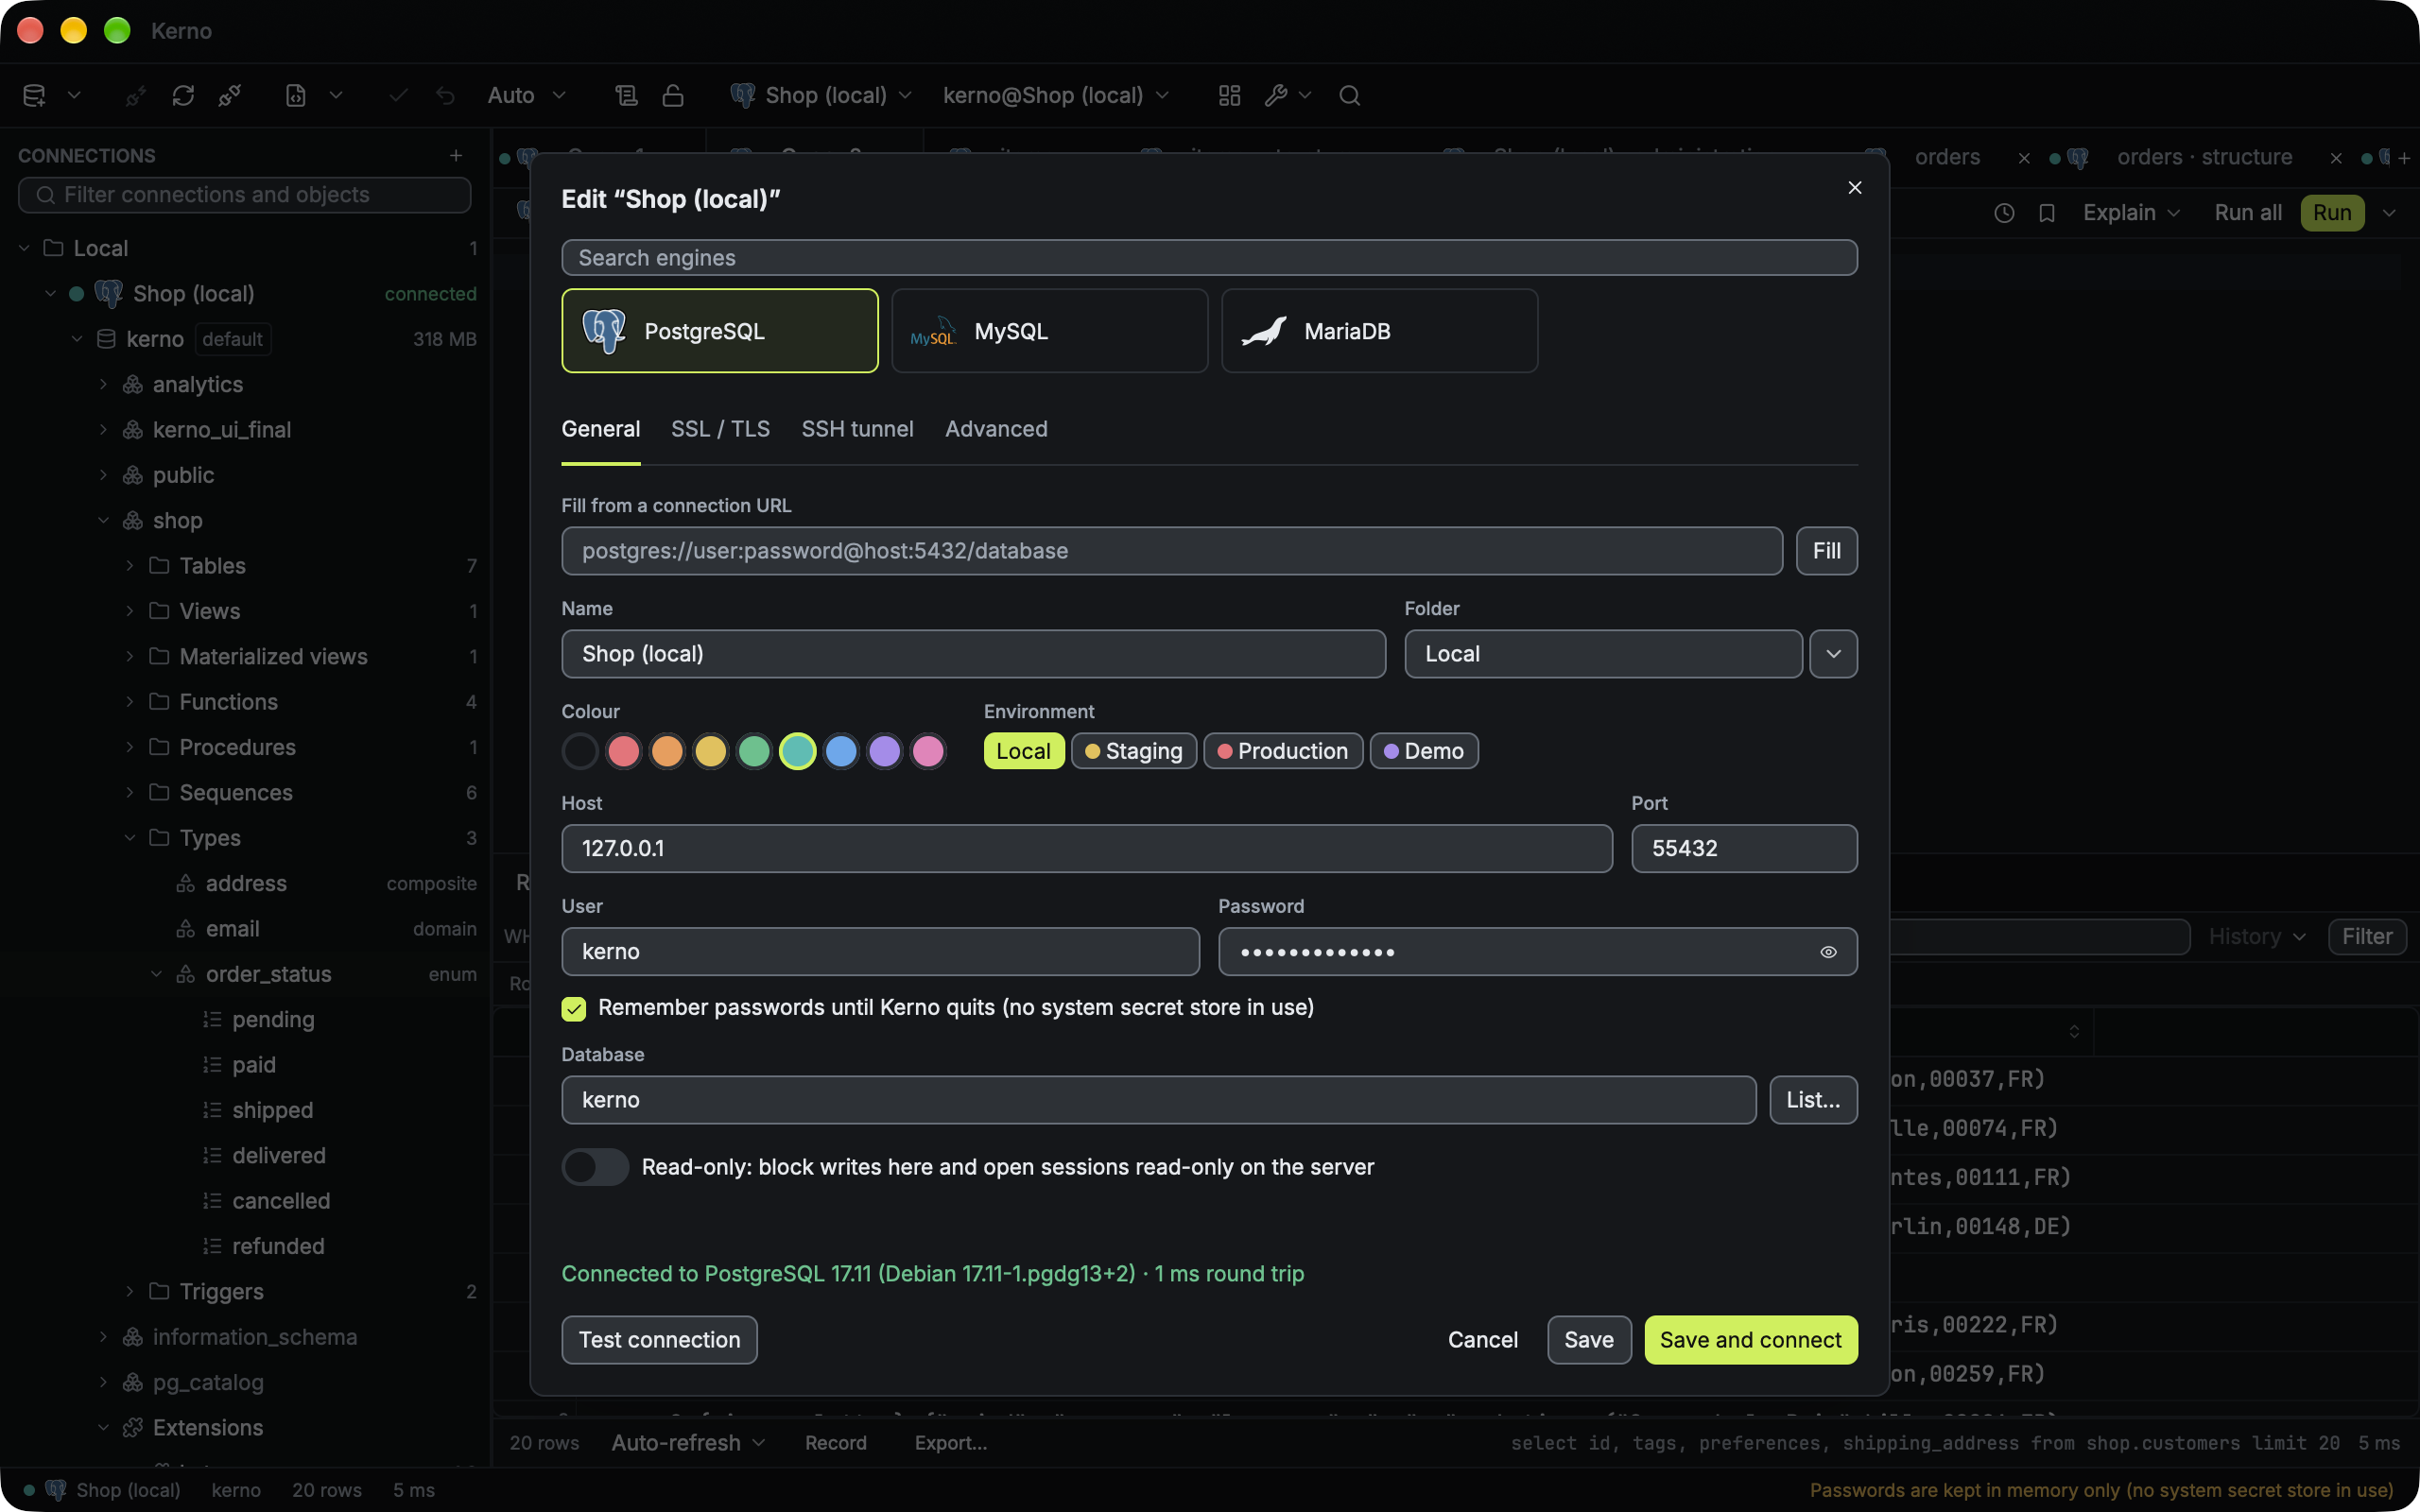 Kerno
Auto
Shop (local)
kerno@Shop (local)
CONNECTIONS
Filter connections and objects
Local 1
Shop (local) connected
kerno default 318 MB
analytics
kerno_ui_final
public
shop
Tables 7
Views 1
Materialized views 1
Functions 4
Procedures 1
Sequences 6
Types 3
address composite
email domain
order_status enum
pending
paid
shipped
delivered
cancelled
refunded
Triggers 2
information_schema
pg_catalog
Extensions
orders
orders · structure
Explain
Run all
Run
Edit “Shop (local)”
Search engines
PostgreSQL
MySQL
MySQL
MariaDB
General SSL / TLS SSH tunnel Advanced
Fill from a connection URL
postgres://user:password@host:5432/database
Fill
Name Folder
Shop (local) Local
Colour Environment
Local Staging Production Demo
Host Port
127.0.0.1 55432
User Password
kerno
Remember passwords until Kerno quits (no system secret store in use)
Database
kerno
List...
Read-only: block writes here and open sessions read-only on the server
Connected to PostgreSQL 17.11 (Debian 17.11-1.pgdg13+2) · 1 ms round trip
Test connection Cancel Save Save and connect
History Filter
on,00037,FR)
lle,00074,FR)
ntes,00111,FR)
rlin,00148,DE)
ris,00222,FR)
on,00259,FR)
20 rows Auto-refresh Record Export...
select id, tags, preferences, shipping_address from shop.customers limit 20 5 ms
Shop (local) kerno 20 rows 5 ms
Passwords are kept in memory only (no system secret store in use)